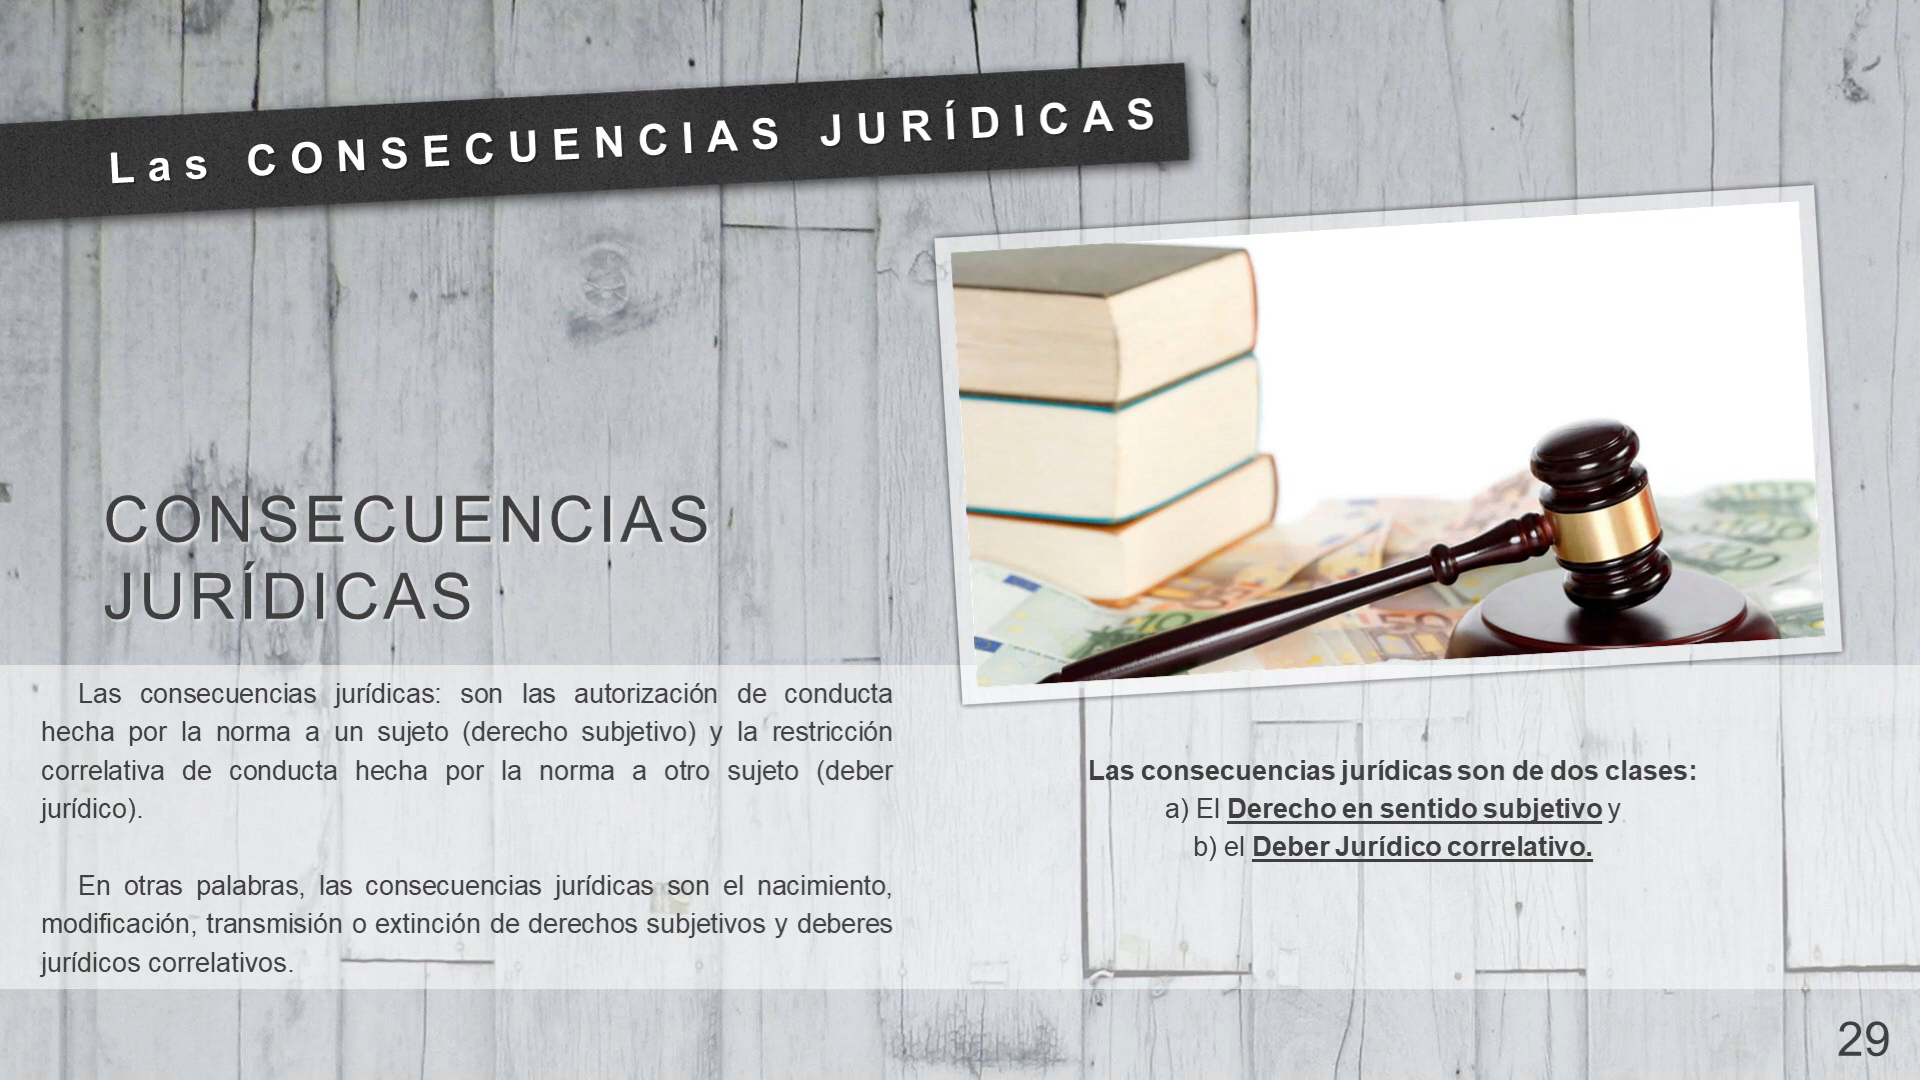 Las CONSECUENCIAS JURÍDICAS
CONSECUENCIAS
JURÍDICAS
Las consecuencias jurídicas: son las autorización de conducta
hecha por la norma a un sujeto (derecho subjetivo) y la restricción
correlativa de conducta hecha por la norma a otro sujeto (deber
jurídico).
En otras palabras, las consecuencias jurídicas son el nacimiento,
modificación, transmisión o extinción de derechos subjetivos y deberes
jurídicos correlativos.
Las consecuencias jurídicas son de dos clases:
a) El Derecho en sentido subjetivo y
b) el Deber Jurídico correlativo.
29